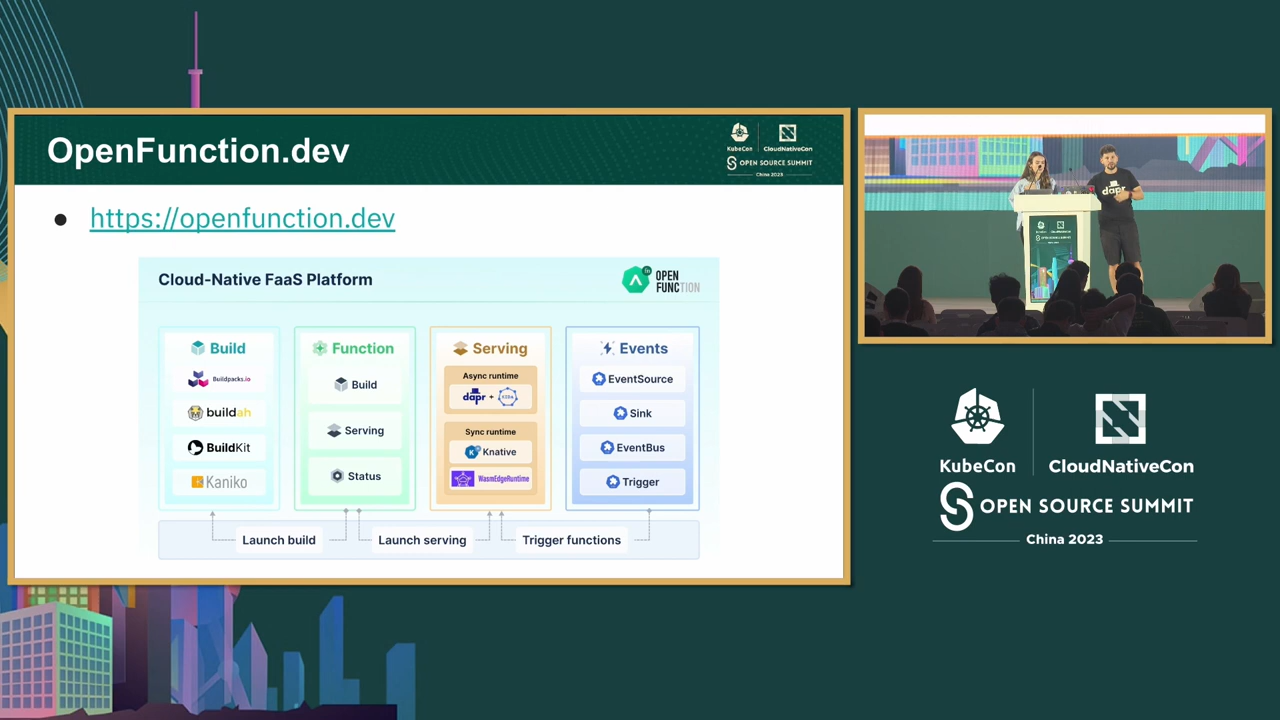 OpenFunction.dev
KubeCon
CloudNativeCon
OPEN SOURCE SUMMIT
China 2023
● https://openfunction.dev
Cloud-Native FaaS Platform
fn
OPEN
FUNCTION
Build
Buildpacks.io
buildah
BuildKit
Kaniko
Function
Build
Serving
Status
Serving
Async runtime
dapr + KEDA
Sync runtime
Knative
WasmEdgeRuntime
Events
EventSource
Sink
EventBus
Trigger
Launch build
Launch serving
Trigger functions
dapr
KubeCon
CloudNativeCon
OPEN SOURCE SUMMIT
China 2023